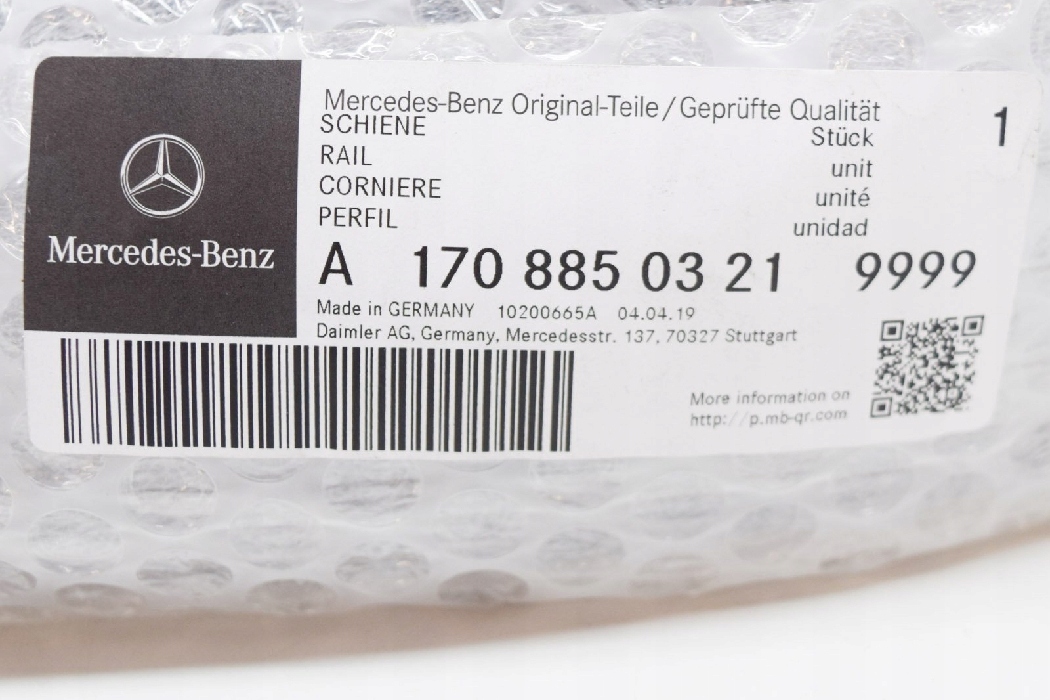 Mercedes-Benz
Mercedes-Benz Original-Teile / Geprüfte Qualität
SCHIENE
RAIL
CORNIERE
PERFIL
Stück
unit
unité
unidad
1
A 170 885 03 21 9999
Made in GERMANY 10200665A 04.04.19
Daimler AG, Germany, Mercedesstr. 137, 70327 Stuttgart
More information on
http://p.mb-qr.com